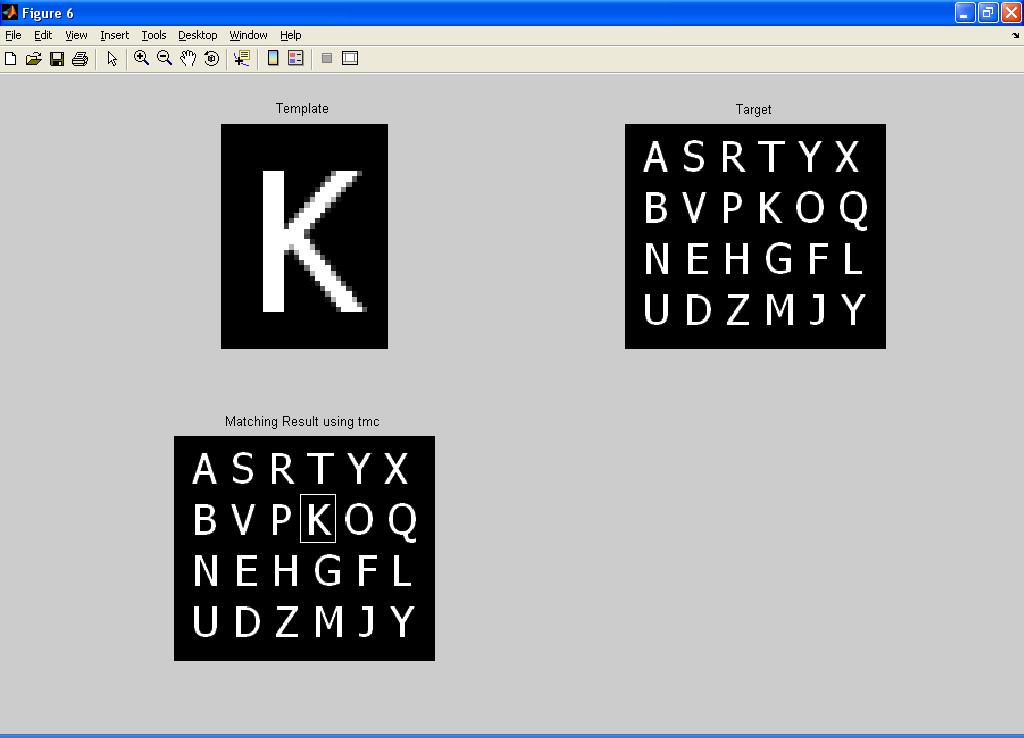 Figure 6
File Edit View Insert Tools Desktop Window Help
Template
K
Target
A S R T Y X
B V P K O Q
N E H G F L
U D Z M J Y
Matching Result using tmc
A S R T Y X
B V P K O Q
N E H G F L
U D Z M J Y